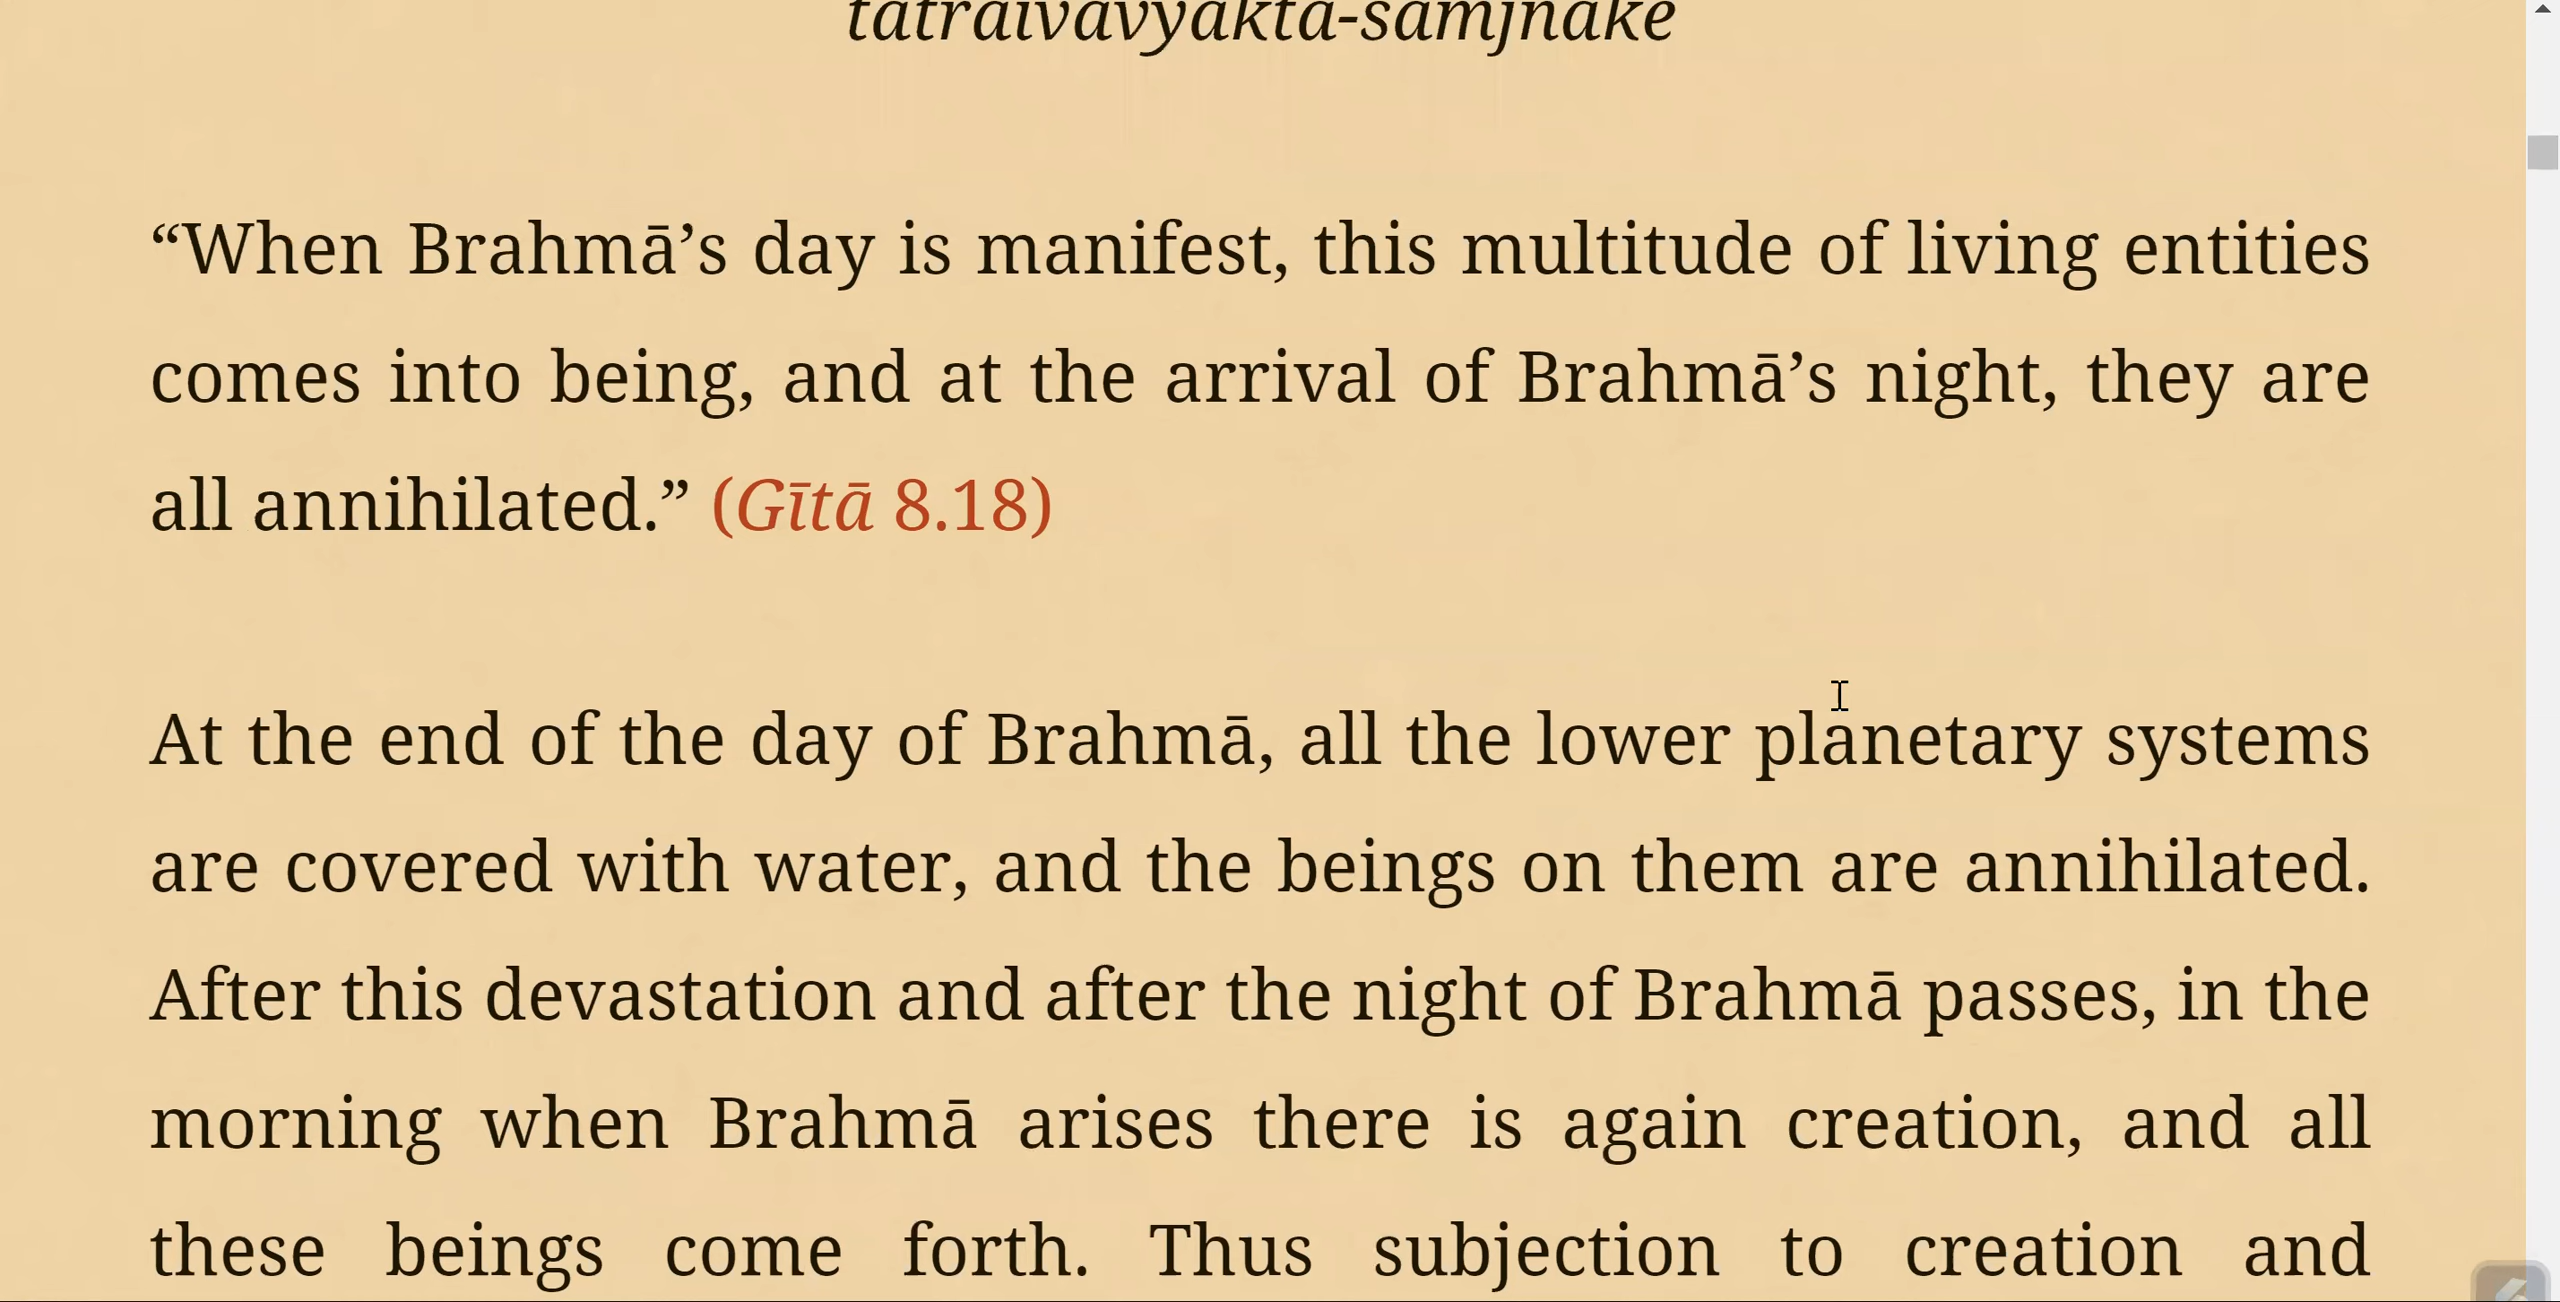 tatraivāvyakta-saṁjñake
“When Brahmā’s day is manifest, this multitude of living entities
comes into being, and at the arrival of Brahmā’s night, they are
all annihilated.” (Gītā 8.18)
At the end of the day of Brahmā, all the lower planetary systems
are covered with water, and the beings on them are annihilated.
After this devastation and after the night of Brahmā passes, in the
morning when Brahmā arises there is again creation, and all
these beings come forth. Thus subjection to creation and